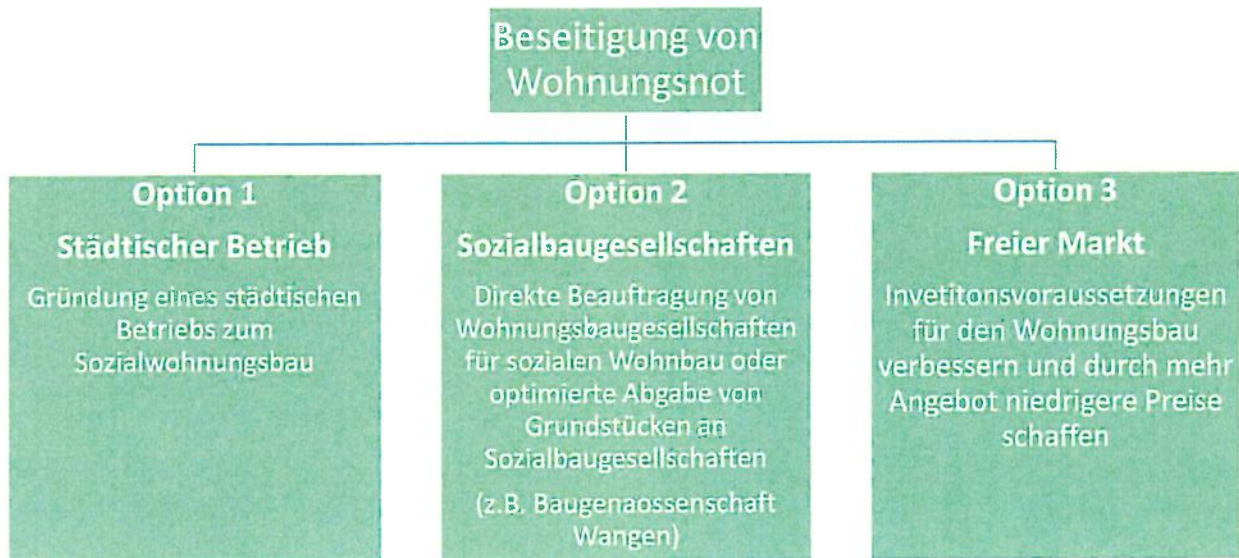 Beseitigung von
Wohnungsnot
Option 1
Städtischer Betrieb
Gründung eines städtischen
Betriebs zum
Sozialwohnungsbau
Option 2
Sozialbaugesellschaften
Direkte Beauftragung von
Wohnungsbaugesellschaften
für sozialen Wohnbau oder
optimierte Abgabe von
Grundstücken an
Sozialbaugesellschaften
(z.B. Baugenaossenschaft
Wangen)
Option 3
Freier Markt
Invetitonsvoraussetzungen
für den Wohnungsbau
verbessern und durch mehr
Angebot niedrigere Preise
schaffen